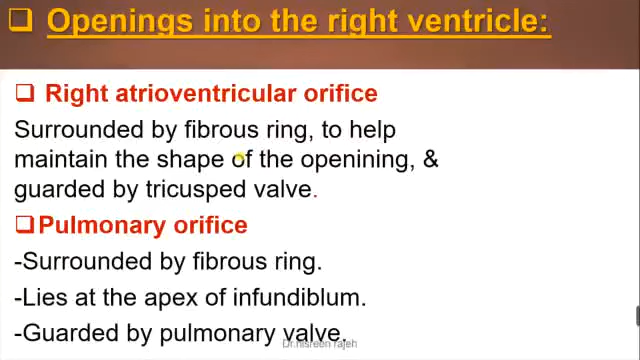 ❑ Openings into the right ventricle:
❑ Right atrioventricular orifice
Surrounded by fibrous ring, to help
maintain the shape of the openining, &
guarded by tricusped valve.
❑Pulmonary orifice
-Surrounded by fibrous ring.
-Lies at the apex of infundiblum.
-Guarded by pulmonary valve.
Dr.nisreen rajeh